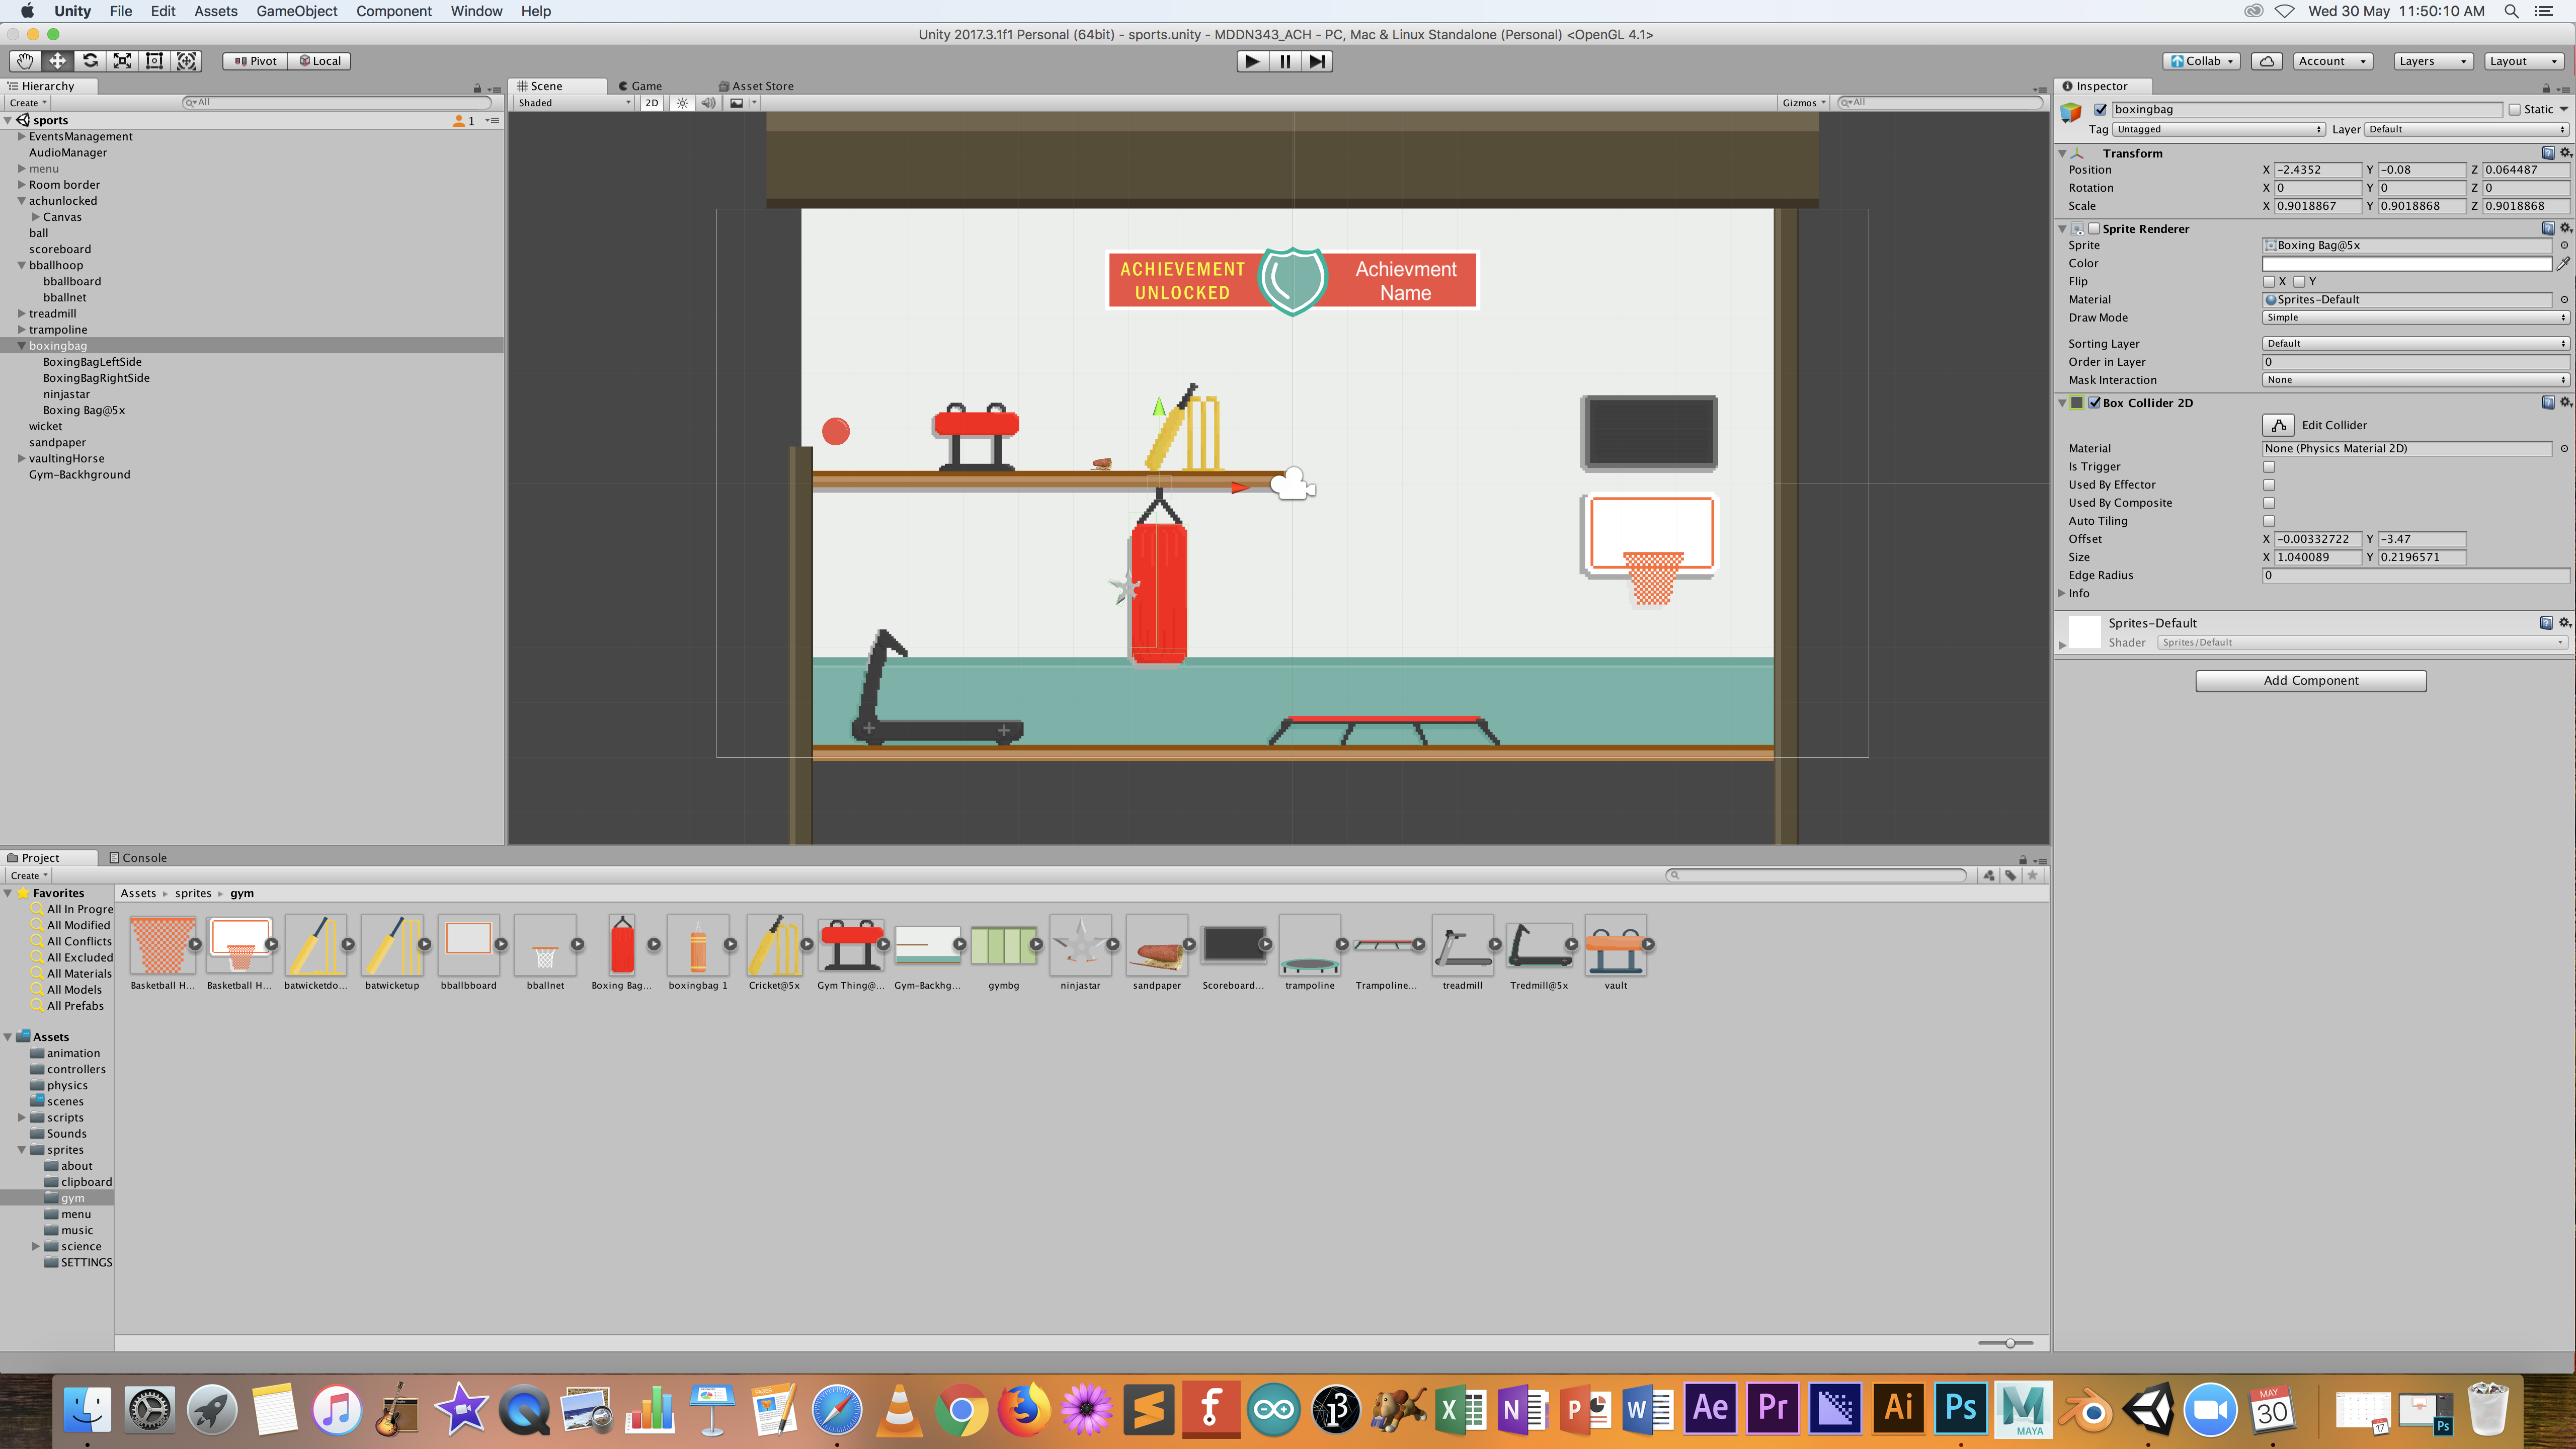 Unity File Edit Assets GameObject Component Window Help Wed 30 May 11:50:10 AM
Unity 2017.3.1f1 Personal (64bit) - sports.unity - MDDN343_ACH - PC, Mac & Linux Standalone (Personal) <OpenGL 4.1>
Pivot Local Collab Account Layers Layout
Hierarchy
Create All
sports 1
EventsManagement
AudioManager
menu
Room border
achunlocked
Canvas
ball
scoreboard
bballhoop
bballboard
bballnet
treadmill
trampoline
boxingbag
BoxingBagLeftSide
BoxingBagRightSide
ninjastar
Boxing Bag@5x
wicket
sandpaper
vaultingHorse
Gym-Backhground
Scene Game Asset Store
Shaded 2D Gizmos All
ACHIEVEMENT
UNLOCKED
Achievment
Name
Inspector
boxingbag Static
Tag Untagged Layer Default
Transform
Position X -2.4352 Y -0.08 Z 0.064487
Rotation X 0 Y 0 Z 0
Scale X 0.9018867 Y 0.9018868 Z 0.9018868
Sprite Renderer
Sprite Boxing Bag@5x
Color
Flip X Y
Material Sprites-Default
Draw Mode Simple
Sorting Layer Default
Order in Layer 0
Mask Interaction None
Box Collider 2D
Edit Collider
Material None (Physics Material 2D)
Is Trigger
Used By Effector
Used By Composite
Auto Tiling
Offset X -0.00332722 Y -3.47
Size X 1.040089 Y 0.2196571
Edge Radius 0
Info
Sprites-Default
Shader Sprites/Default
Add Component
Project Console
Create
Favorites
All In Progre
All Modified
All Conflicts
All Excluded
All Materials
All Models
All Prefabs
Assets
animation
controllers
physics
scenes
scripts
Sounds
sprites
about
clipboard
gym
menu
music
science
SETTINGS
Assets sprites gym
Basketball H... Basketball H... batwicketdo... batwicketup bballbboard bballnet Boxing Bag... boxingbag 1 Cricket@5x Gym Thing@... Gym-Backhg... gymbg ninjastar sandpaper Scoreboard... trampoline Trampoline... treadmill Tredmill@5x vault
13 X N P W Ae Pr Ai Ps MAYA MAY 30 17 Ps